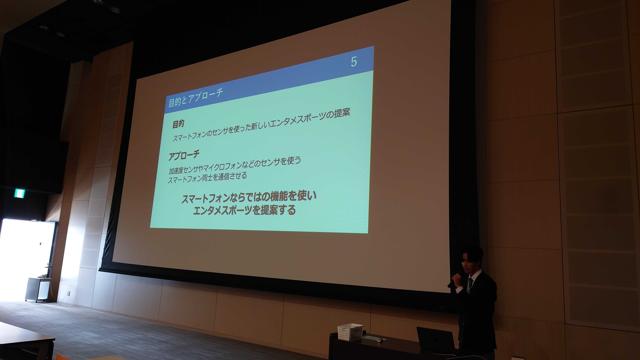 目的とアプローチ
5
目的
スマートフォンのセンサを使った新しいエンタメスポーツの提案
アプローチ
加速度センサやマイクロフォンなどのセンサを使う
スマートフォン同士を通信させる
スマートフォンならではの機能を使い
エンタメスポーツを提案する